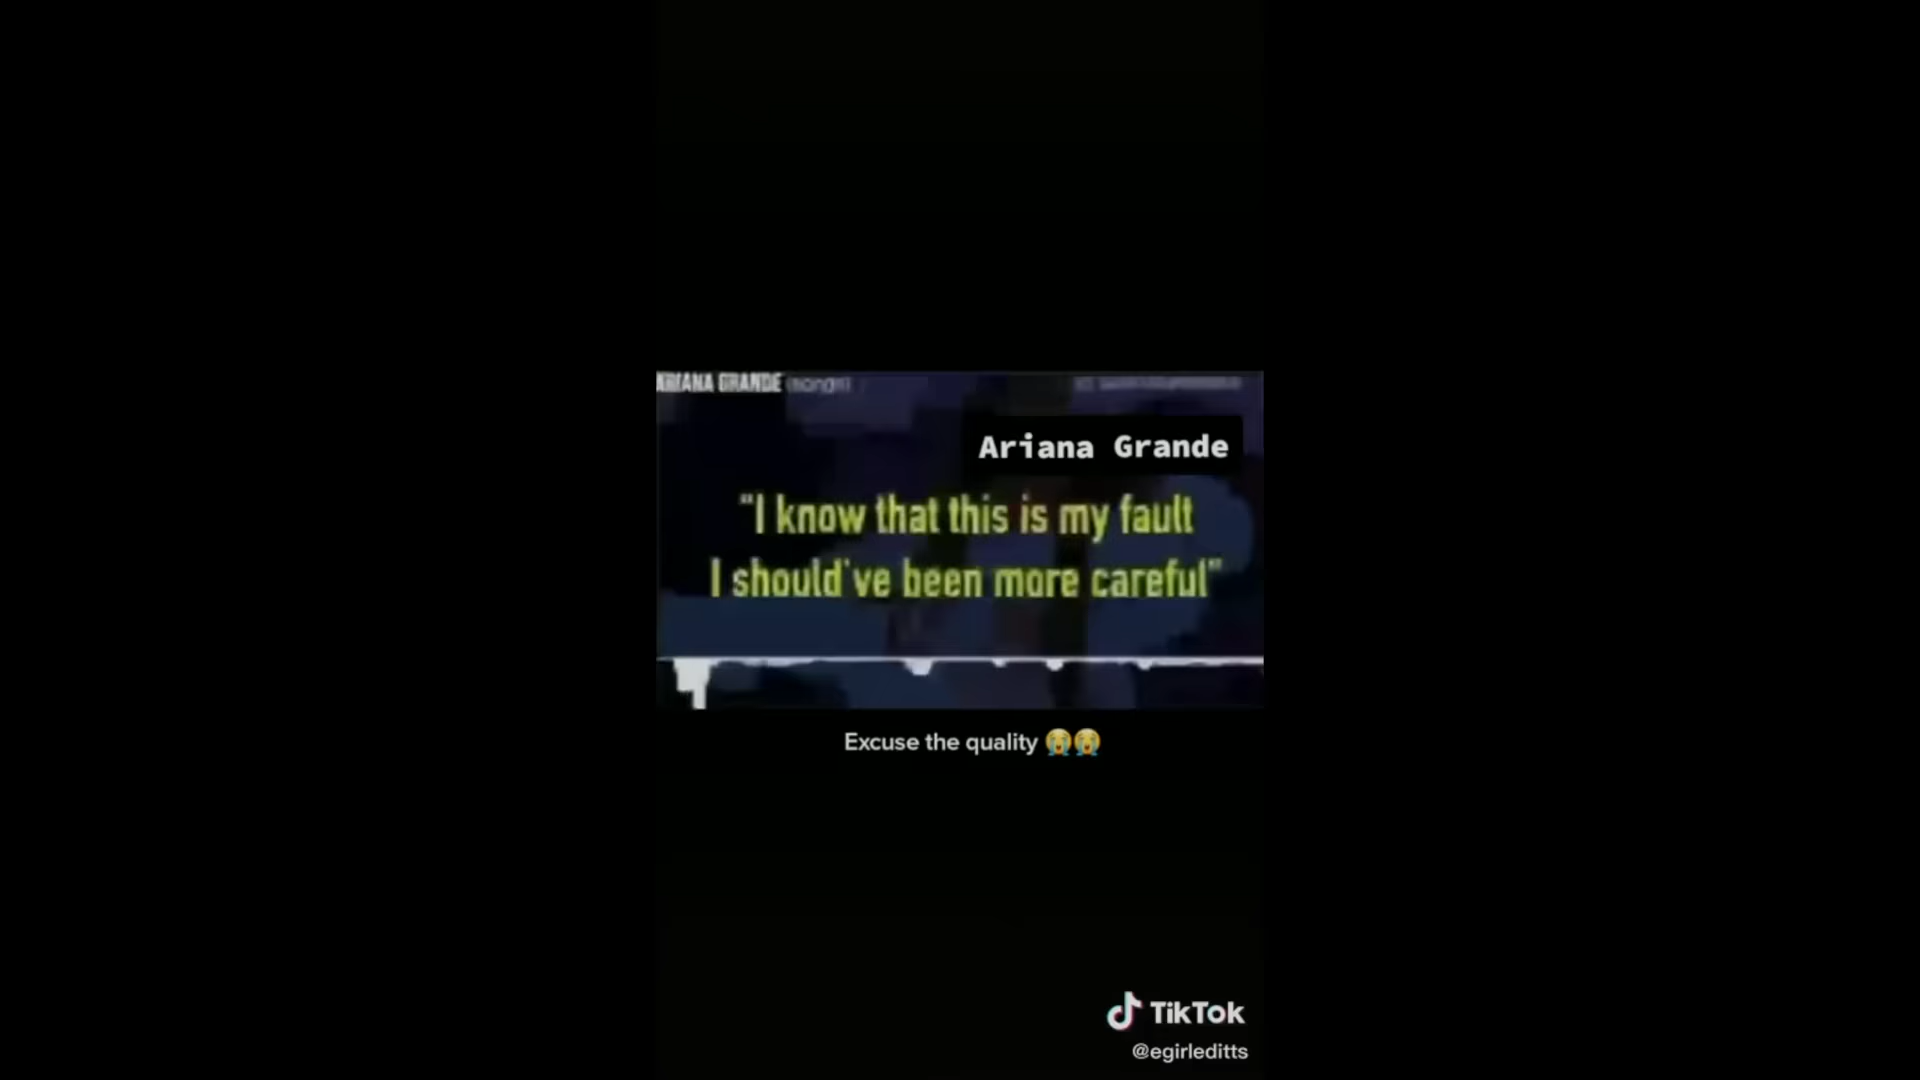 ARIANA GRANDE (songs)
Ariana Grande
"I know that this is my fault
I should've been more careful"
Excuse the quality 😭😭
TikTok
@egirleditts